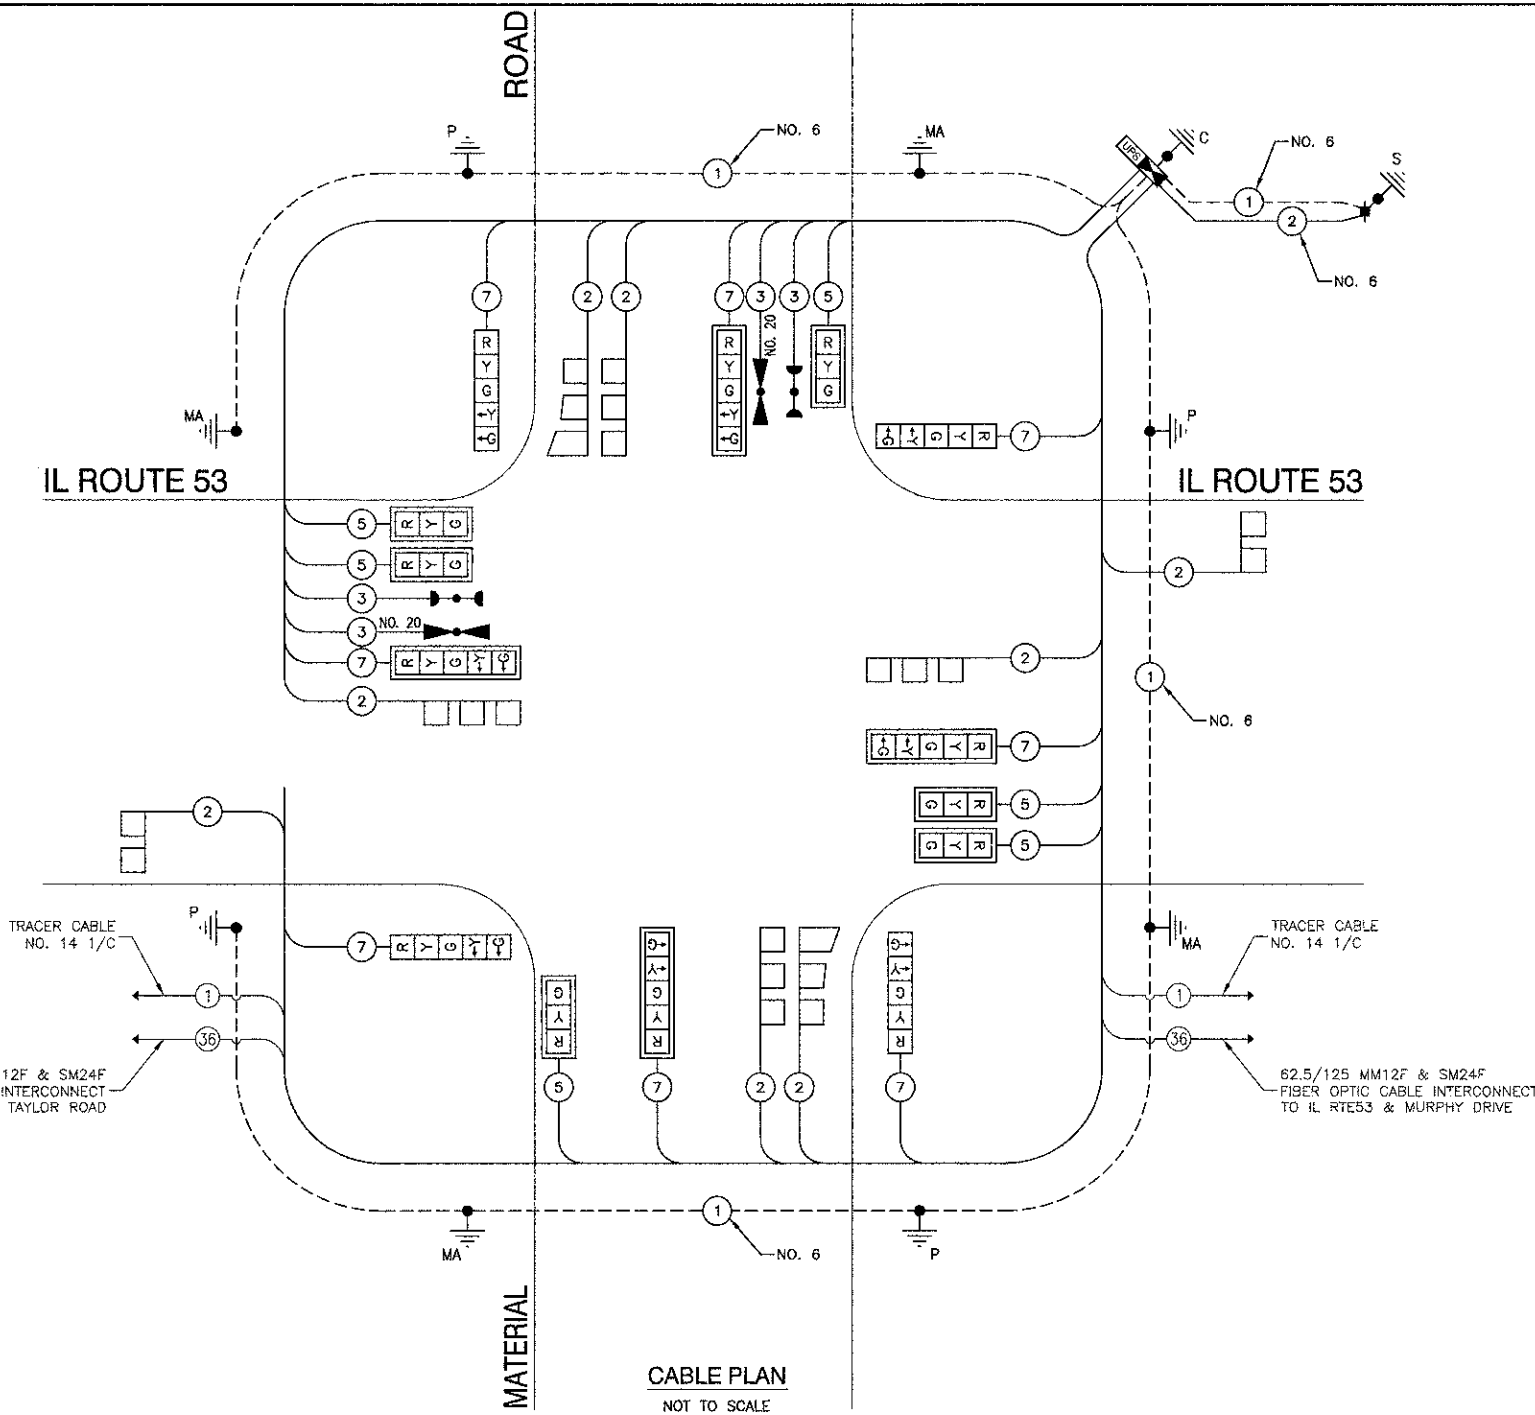 ROAD
P
1
NO. 6
MA
UPS
C
NO. 6
1
S
2
NO. 6
7
2
2
7
3
3
5
R
Y
G
←Y
←G
R
Y
G
←Y
←G
NO. 20
R
Y
G
MA
G Y G Y R
7
P
IL ROUTE 53
IL ROUTE 53
5
R Y G
5
R Y G
3
3
NO. 20
7
R Y G Y G
2
2
2
1
NO. 6
G Y G Y R
7
G Y R
5
G Y R
5
2
P
TRACER CABLE
NO. 14 1/C
7
R Y G Y G
1
36
12F & SM24F
INTERCONNECT
TAYLOR ROAD
G
Y
R
5
G
Y
G
Y
R
7
2
2
G
Y
G
Y
R
7
MA
TRACER CABLE
NO. 14 1/C
1
36
62.5/125 MM12F & SM24F
FIBER OPTIC CABLE INTERCONNECT
TO IL RTE53 & MURPHY DRIVE
MA
1
NO. 6
P
MATERIAL
CABLE PLAN
NOT TO SCALE